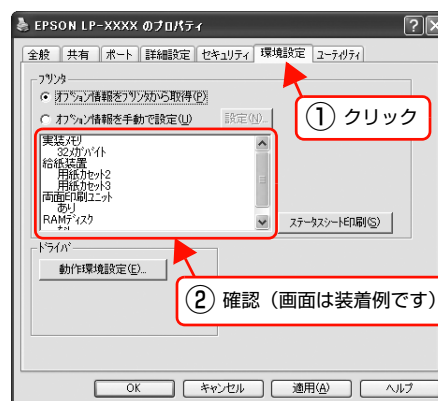 EPSON LP-XXXX のプロパティ
全般 共有 ポート 詳細設定 セキュリティ 環境設定 ユーティリティ
プリンタ
オプション情報をプリンタから取得(P)
オプション情報を手動で設定(U) 設定(N)...
① クリック
実装メモリ
32メガバイト
給紙装置
用紙カセット2
用紙カセット3
両面印刷ユニット
あり
RAMディスク
ステータスシート印刷(S)
ドライバ
動作環境設定(E)...
② 確認（画面は装着例です）
OK キャンセル 適用(A) ヘルプ